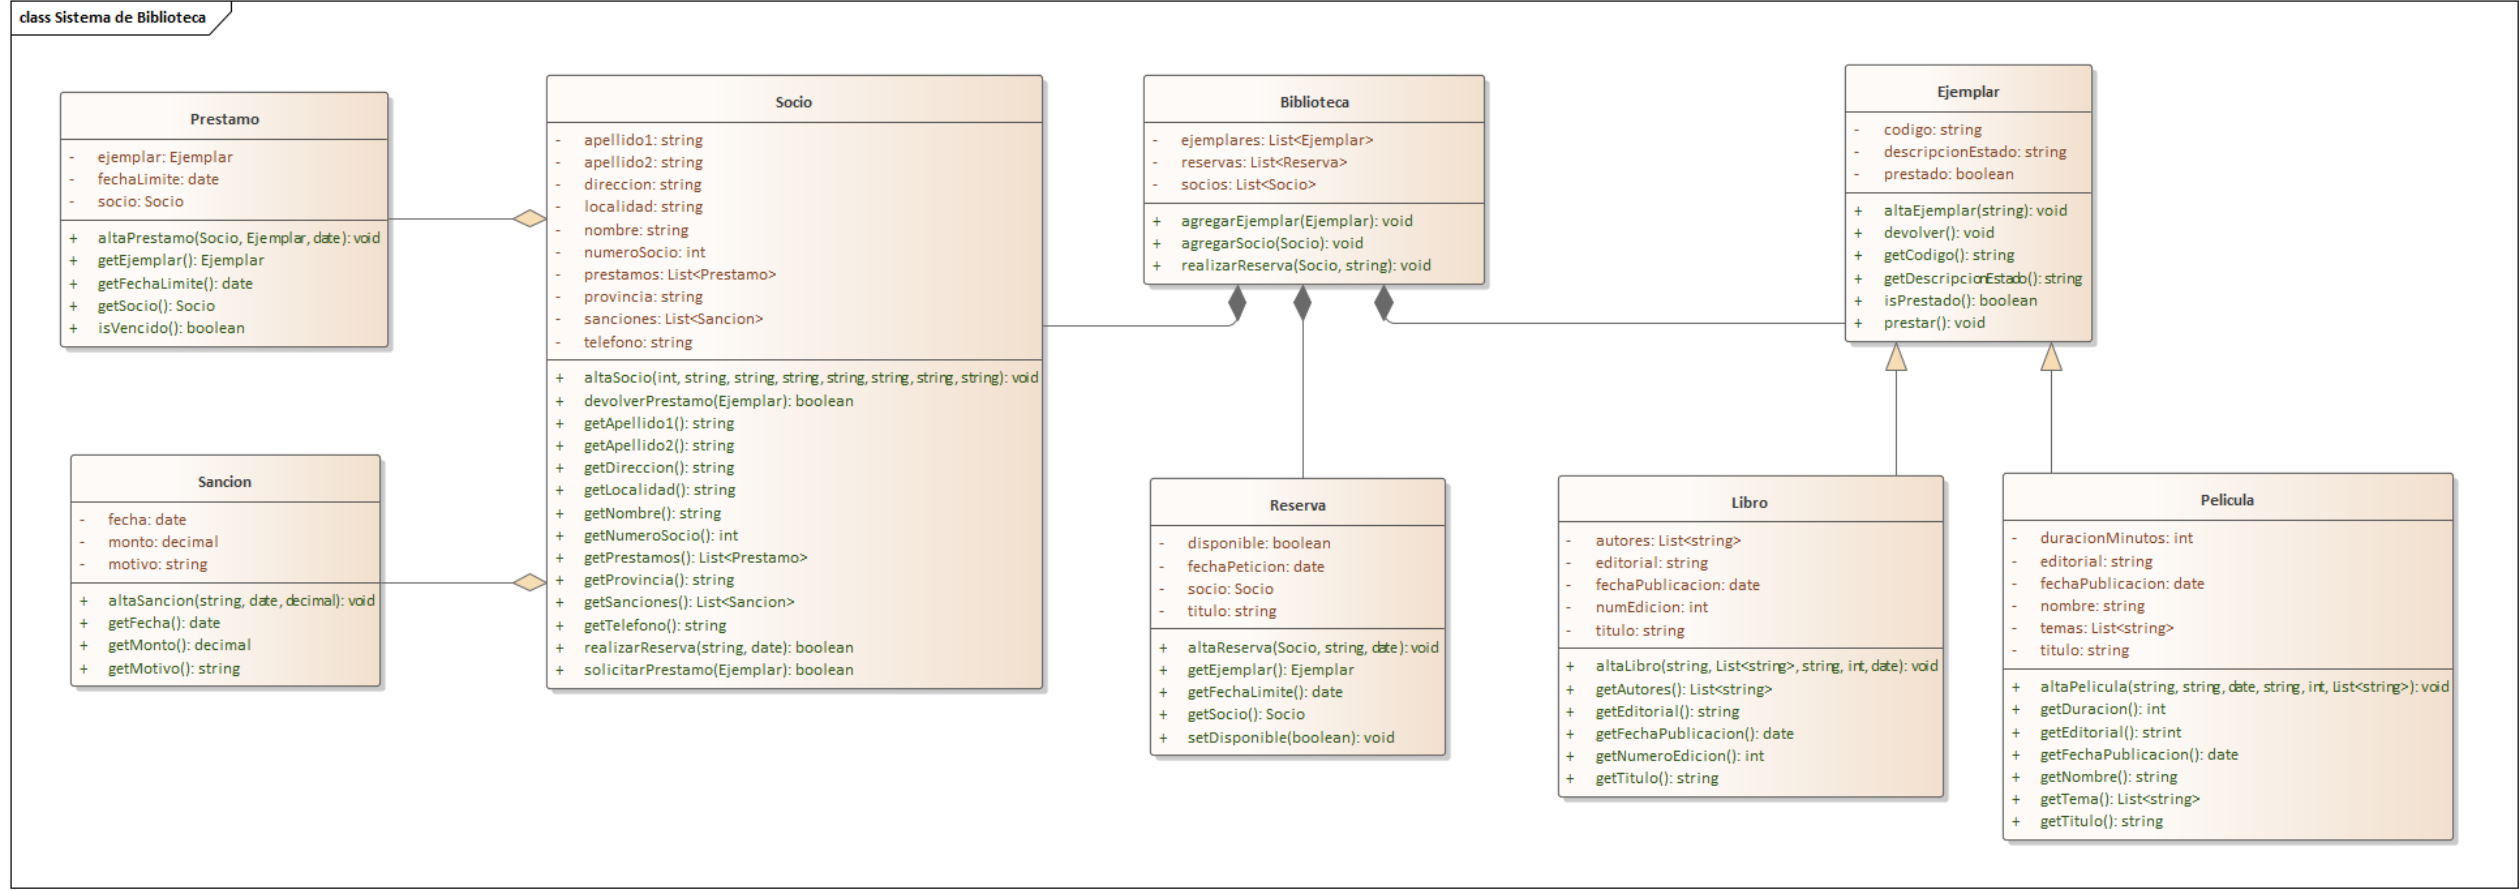 class Sistema de Biblioteca
Prestamo
- ejemplar: Ejemplar
- fechaLimite: date
- socio: Socio
+ altaPrestamo(Socio, Ejemplar, date): void
+ getEjemplar(): Ejemplar
+ getFechaLimite(): date
+ getSocio(): Socio
+ isVencido(): boolean
Sancion
- fecha: date
- monto: decimal
- motivo: string
+ altaSancion(string, date, decimal): void
+ getFecha(): date
+ getMonto(): decimal
+ getMotivo(): string
Socio
- apellido1: string
- apellido2: string
- direccion: string
- localidad: string
- nombre: string
- numeroSocio: int
- prestamos: List<Prestamo>
- provincia: string
- sanciones: List<Sancion>
- telefono: string
+ altaSocio(int, string, string, string, string, string, string, string): void
+ devolverPrestamo(Ejemplar): boolean
+ getApellido1(): string
+ getApellido2(): string
+ getDireccion(): string
+ getLocalidad(): string
+ getNombre(): string
+ getNumeroSocio(): int
+ getPrestamos(): List<Prestamo>
+ getProvincia(): string
+ getSanciones(): List<Sancion>
+ getTelefono(): string
+ realizarReserva(string, date): boolean
+ solicitarPrestamo(Ejemplar): boolean
Biblioteca
- ejemplares: List<Ejemplar>
- reservas: List<Reserva>
- socios: List<Socio>
+ agregarEjemplar(Ejemplar): void
+ agregarSocio(Socio): void
+ realizarReserva(Socio, string): void
Reserva
- disponible: boolean
- fechaPeticion: date
- socio: Socio
- titulo: string
+ altaReserva(Socio, string, date): void
+ getEjemplar(): Ejemplar
+ getFechaLimite(): date
+ getSocio(): Socio
+ setDisponible(boolean): void
Ejemplar
- codigo: string
- descripcionEstado: string
- prestado: boolean
+ altaEjemplar(string): void
+ devolver(): void
+ getCodigo(): string
+ getDescripcionEstado(): string
+ isPrestado(): boolean
+ prestar(): void
Libro
- autores: List<string>
- editorial: string
- fechaPublicacion: date
- numEdicion: int
- titulo: string
+ altaLibro(string, List<string>, string, int, date): void
+ getAutores(): List<string>
+ getEditorial(): string
+ getFechaPublicacion(): date
+ getNumeroEdicion(): int
+ getTitulo(): string
Pelicula
- duracionMinutos: int
- editorial: string
- fechaPublicacion: date
- nombre: string
- temas: List<string>
- titulo: string
+ altaPelicula(string, string, date, string, int, List<string>): void
+ getDuracion(): int
+ getEditorial(): strint
+ getFechaPublicacion(): date
+ getNombre(): string
+ getTema(): List<string>
+ getTitulo(): string